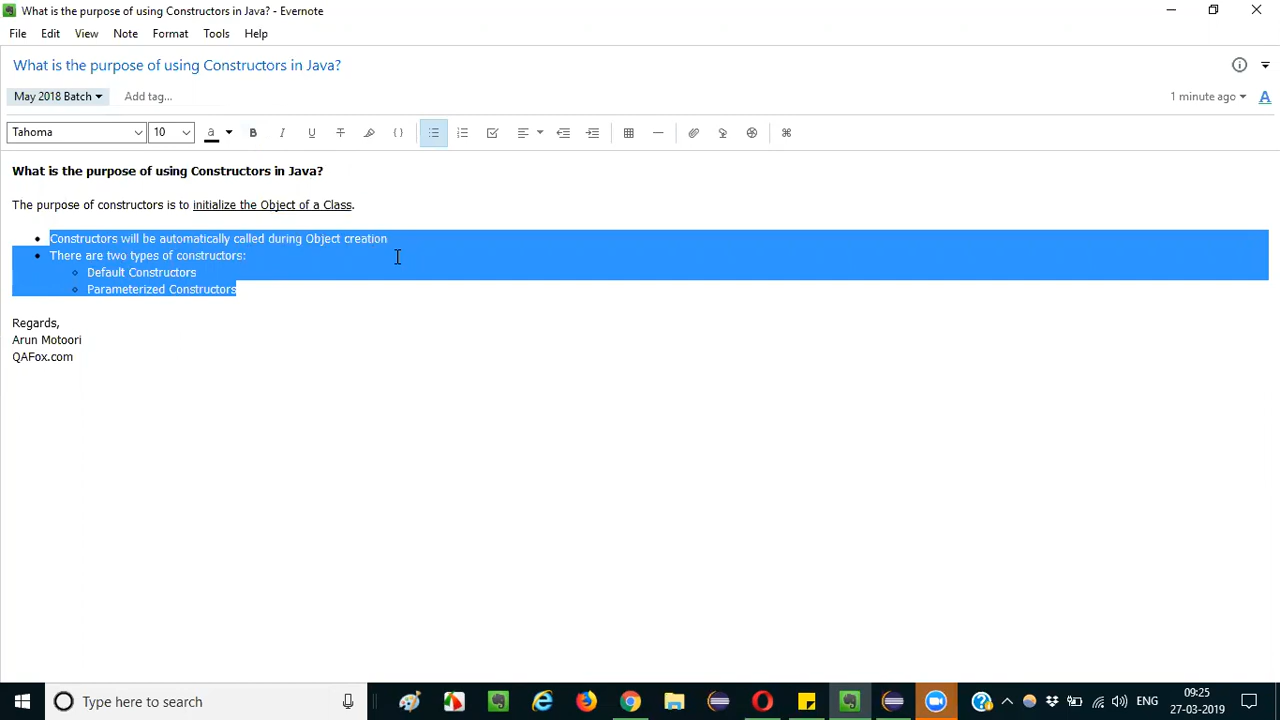 What is the purpose of using Constructors in Java? - Evernote
File Edit View Note Format Tools Help
What is the purpose of using Constructors in Java?
May 2018 Batch Add tag... 1 minute ago
Tahoma 10
What is the purpose of using Constructors in Java?
The purpose of constructors is to initialize the Object of a Class.
Constructors will be automatically called during Object creation
There are two types of constructors:
Default Constructors
Parameterized Constructors
Regards,
Arun Motoori
QAFox.com
Type here to search
ENG
09:25
27-03-2019